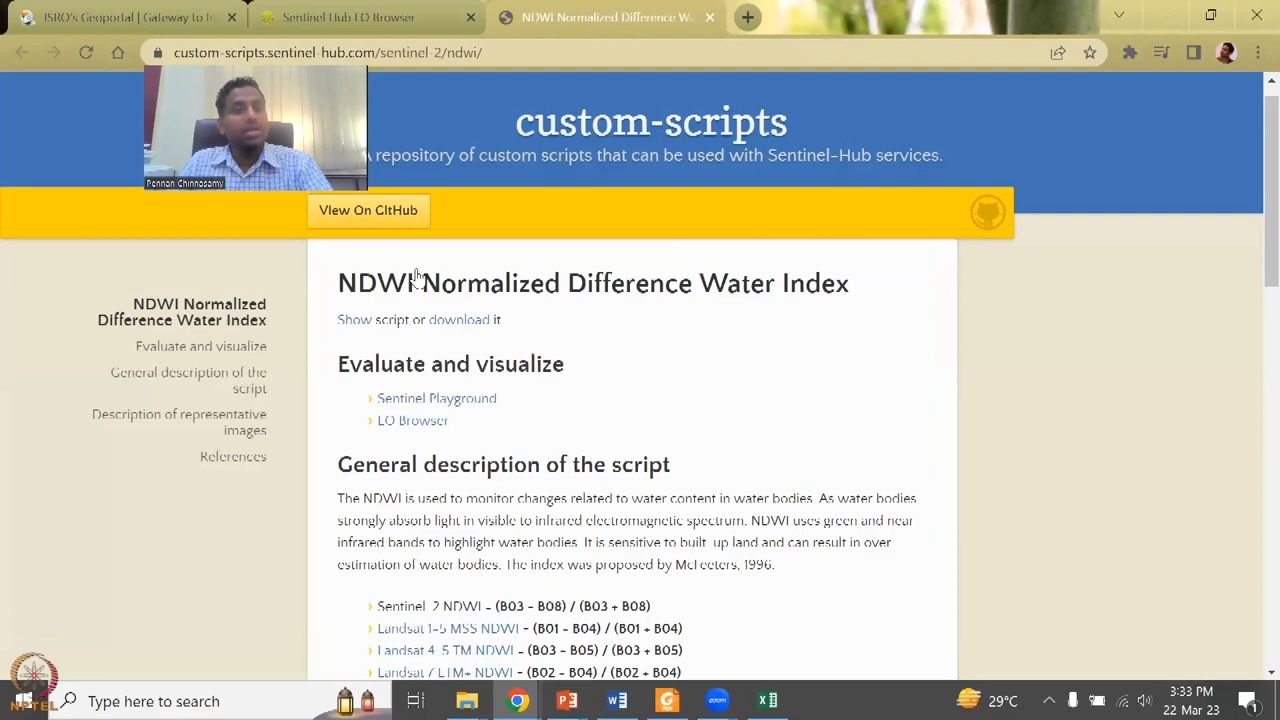 ISRO's Geoportal | Gateway to In
Sentinel Hub EO Browser
NDWI Normalized Difference Wa
custom-scripts.sentinel-hub.com/sentinel-2/ndwi/
custom-scripts
A repository of custom scripts that can be used with Sentinel-Hub services.
Pennan Chinnasamy
View On GitHub
NDWI Normalized Difference Water Index
Evaluate and visualize
General description of the script
Description of representative images
References
NDWI Normalized Difference Water Index
Show script or download it
Evaluate and visualize
Sentinel Playground
EO Browser
General description of the script
The NDWI is used to monitor changes related to water content in water bodies. As water bodies
strongly absorb light in visible to infrared electromagnetic spectrum, NDWI uses green and near
infrared bands to highlight water bodies. It is sensitive to built-up land and can result in over-
estimation of water bodies. The index was proposed by McFeeters, 1996.
Sentinel-2 NDWI = (B03 - B08) / (B03 + B08)
Landsat 1-5 MSS NDWI = (B01 - B04) / (B01 + B04)
Landsat 4-5 TM NDWI = (B03 - B05) / (B03 + B05)
Landsat 7 ETM+ NDWI = (B02 - B04) / (B02 + B04)
NPTEL
Type here to search
zoom
29°C
3:33 PM
22 Mar 23
1